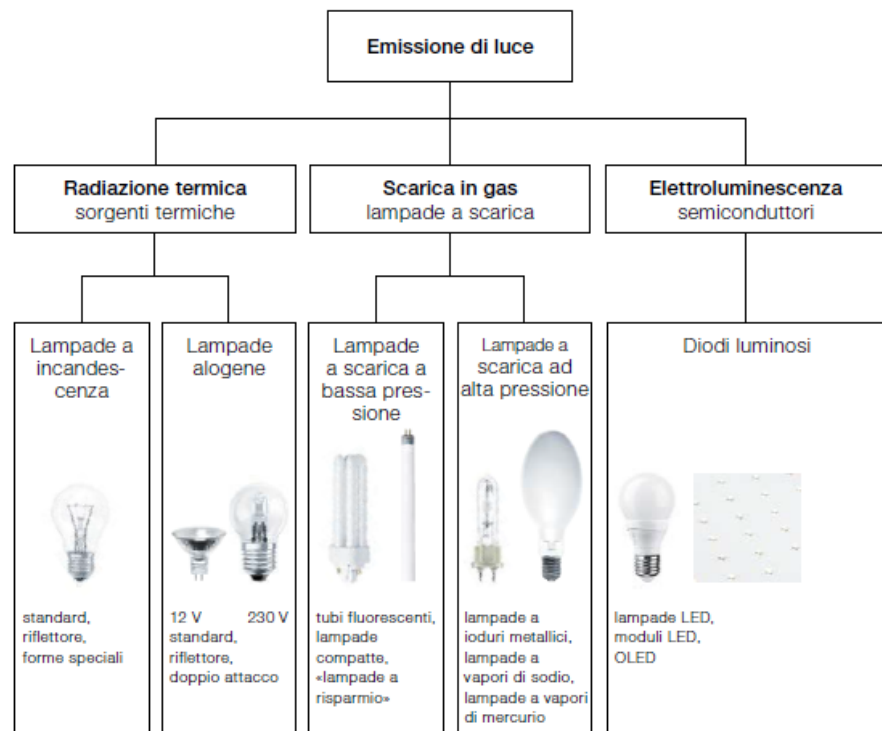 Emissione di luce
Radiazione termica
sorgenti termiche
Scarica in gas
lampade a scarica
Elettroluminescenza
semiconduttori
Lampade a
incandes-
cenza
Lampade
alogene
Lampade
a scarica a
bassa pres-
sione
Lampade a
scarica ad
alta pressione
Diodi luminosi
standard,
riflettore,
forme speciali
12 V 230 V
standard,
riflettore,
doppio attacco
tubi fluorescenti,
lampade
compatte,
«lampade a
risparmio»
lampade a
ioduri metallici,
lampade a
vapori di sodio,
lampade a vapori
di mercurio
lampade LED,
moduli LED,
OLED